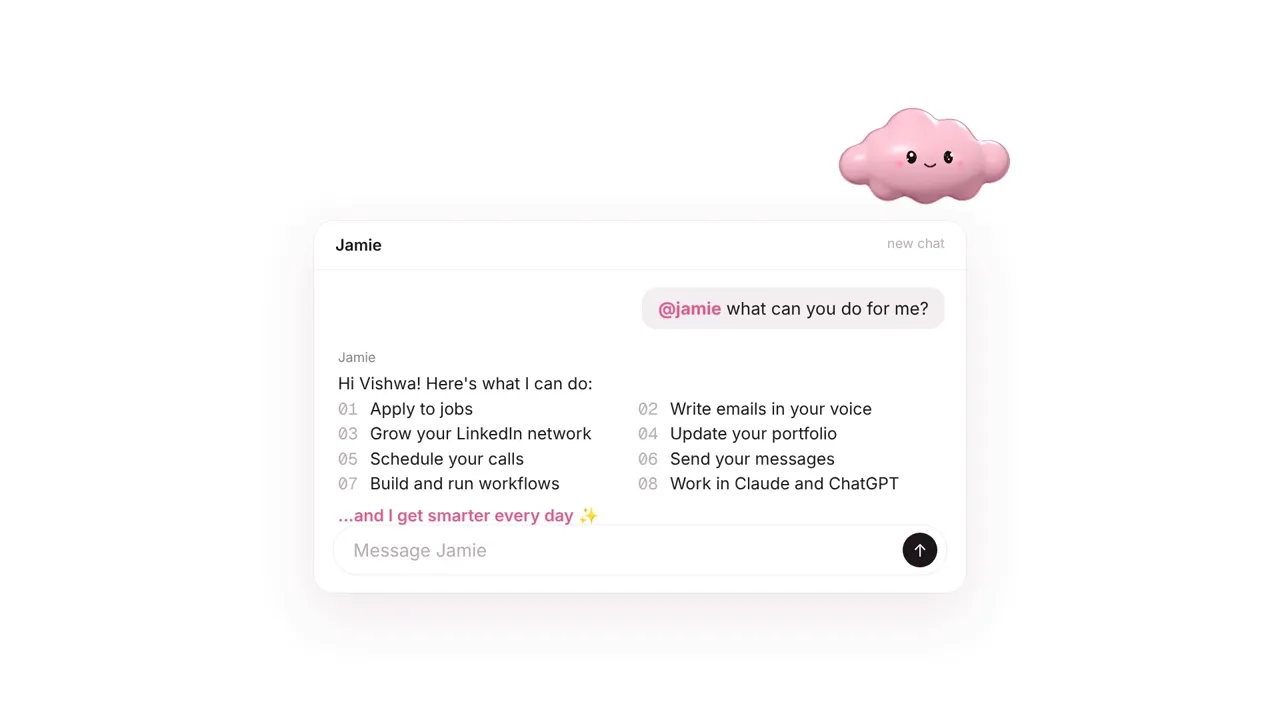 Jamie
new chat
@jamie what can you do for me?
Jamie
Hi Vishwa! Here's what I can do:
01 Apply to jobs
02 Write emails in your voice
03 Grow your LinkedIn network
04 Update your portfolio
05 Schedule your calls
06 Send your messages
07 Build and run workflows
08 Work in Claude and ChatGPT
...and I get smarter every day ✨
Message Jamie